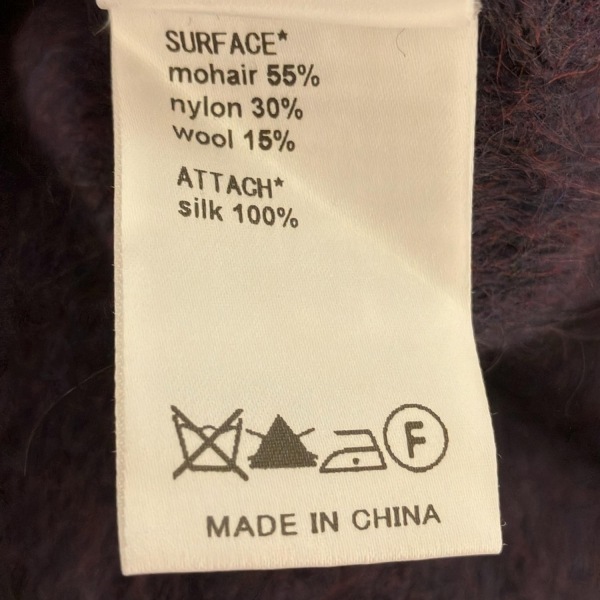 SURFACE*
mohair 55%
nylon 30%
wool 15%
ATTACH*
silk 100%
F
MADE IN CHINA